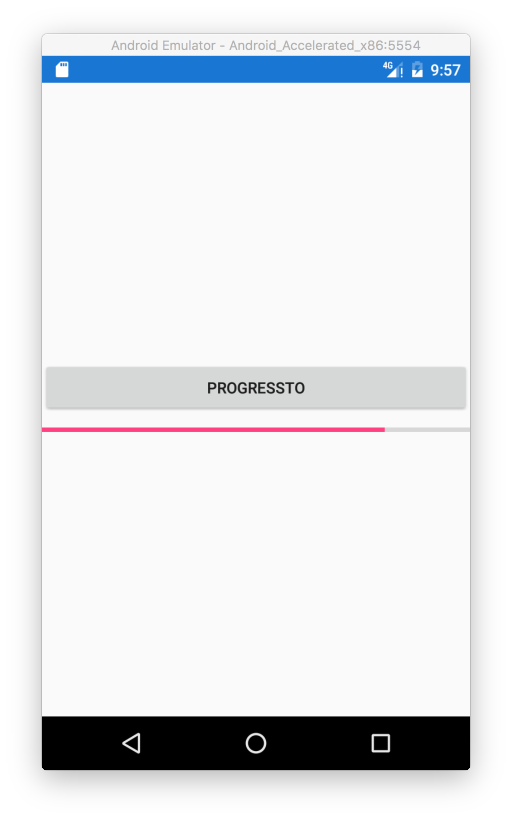 Android Emulator - Android_Accelerated_x86:5554
4G 9:57
PROGRESSTO